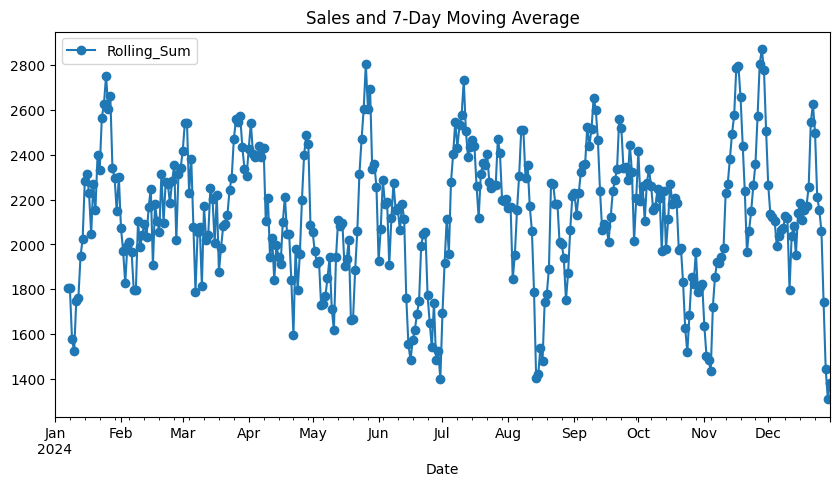 Sales and 7-Day Moving Average
Rolling_Sum
2800
2600
2400
2200
2000
1800
1600
1400
Jan Feb Mar Apr May Jun Jul Aug Sep Oct Nov Dec
2024
Date